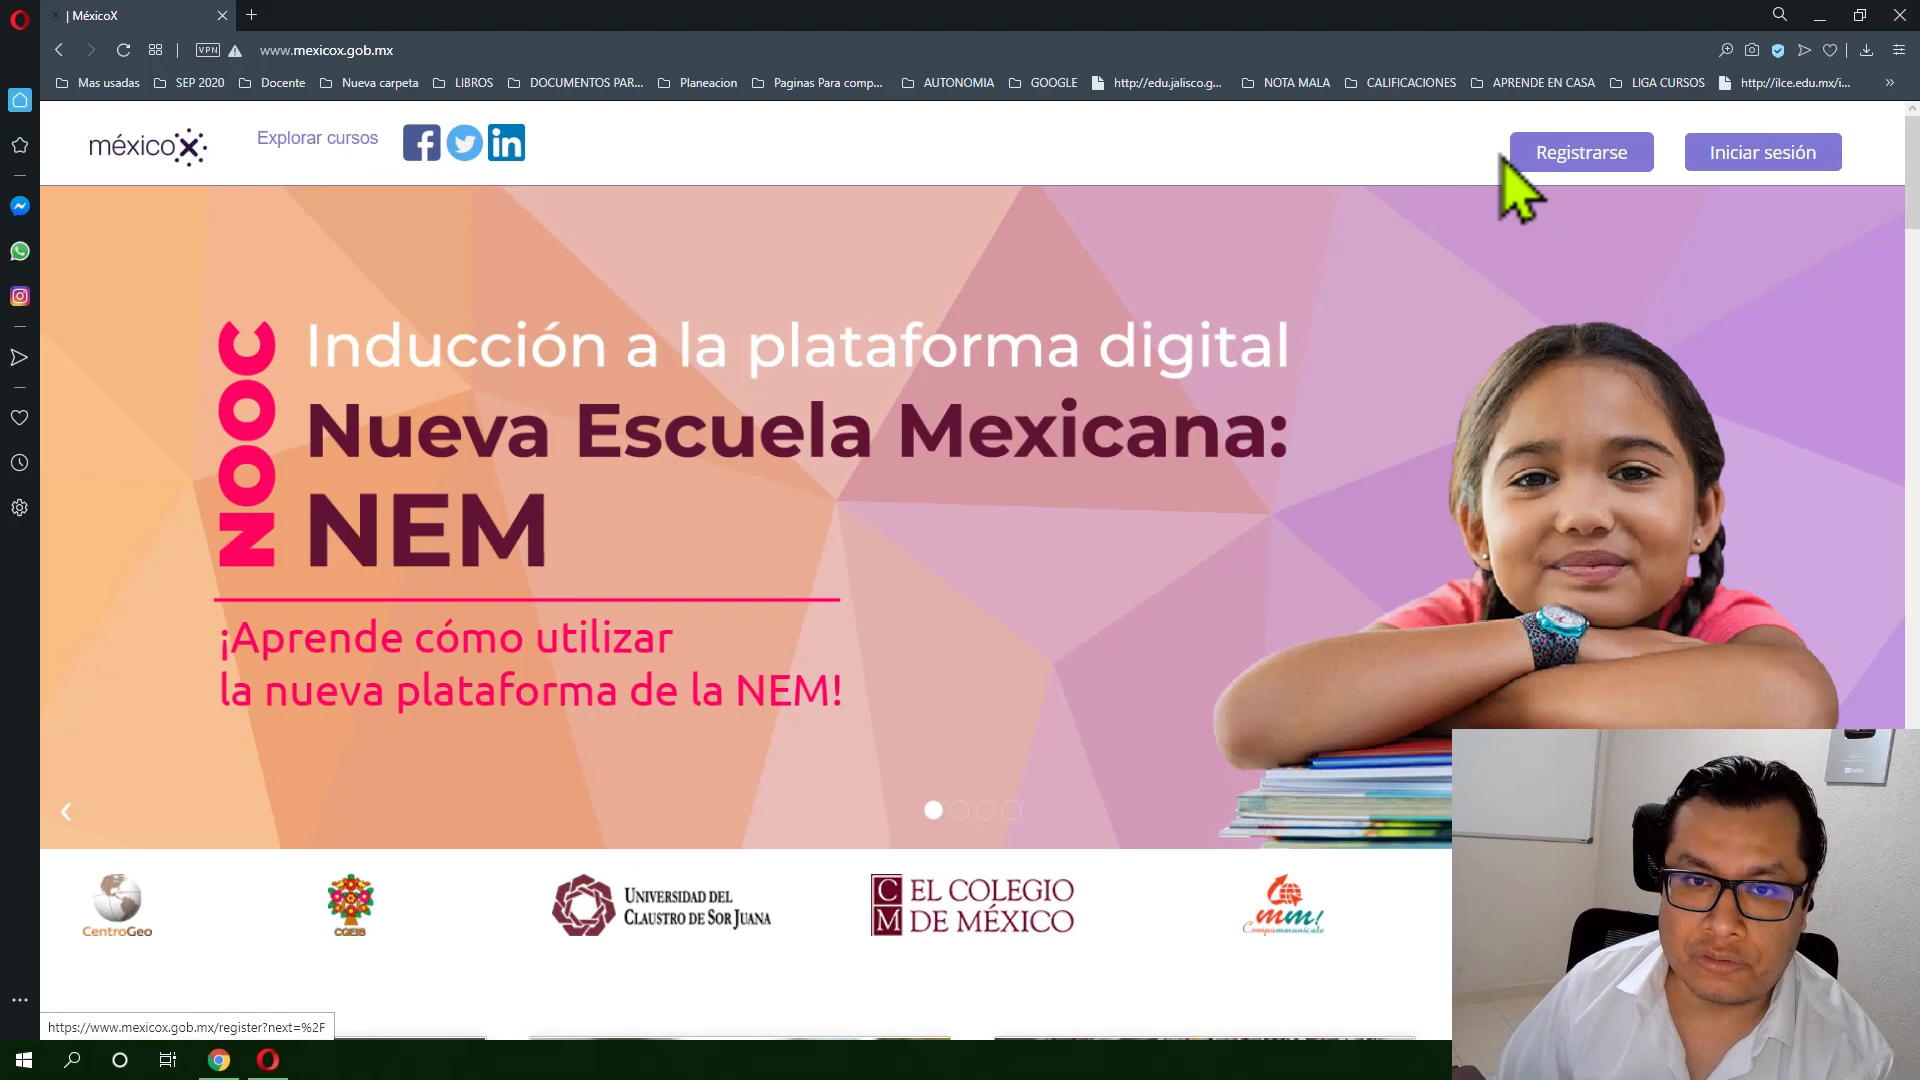 | MéxicoX
VPN
www.mexicox.gob.mx
Mas usadas
SEP 2020
Docente
Nueva carpeta
LIBROS
DOCUMENTOS PAR...
Planeacion
Paginas Para comp...
AUTONOMIA
GOOGLE
http://edu.jalisco.g...
NOTA MALA
CALIFICACIONES
APRENDE EN CASA
LIGA CURSOS
http://ilce.edu.mx/i...
méxicoX
Explorar cursos
Registrarse
Iniciar sesión
NOOC
Inducción a la plataforma digital
Nueva Escuela Mexicana:
NEM
¡Aprende cómo utilizar
la nueva plataforma de la NEM!
CentroGeo
CGEIB
UNIVERSIDAD DEL
CLAUSTRO DE SOR JUANA
CM
EL COLEGIO
DE MÉXICO
mm!
https://www.mexicox.gob.mx/register?next=%2F